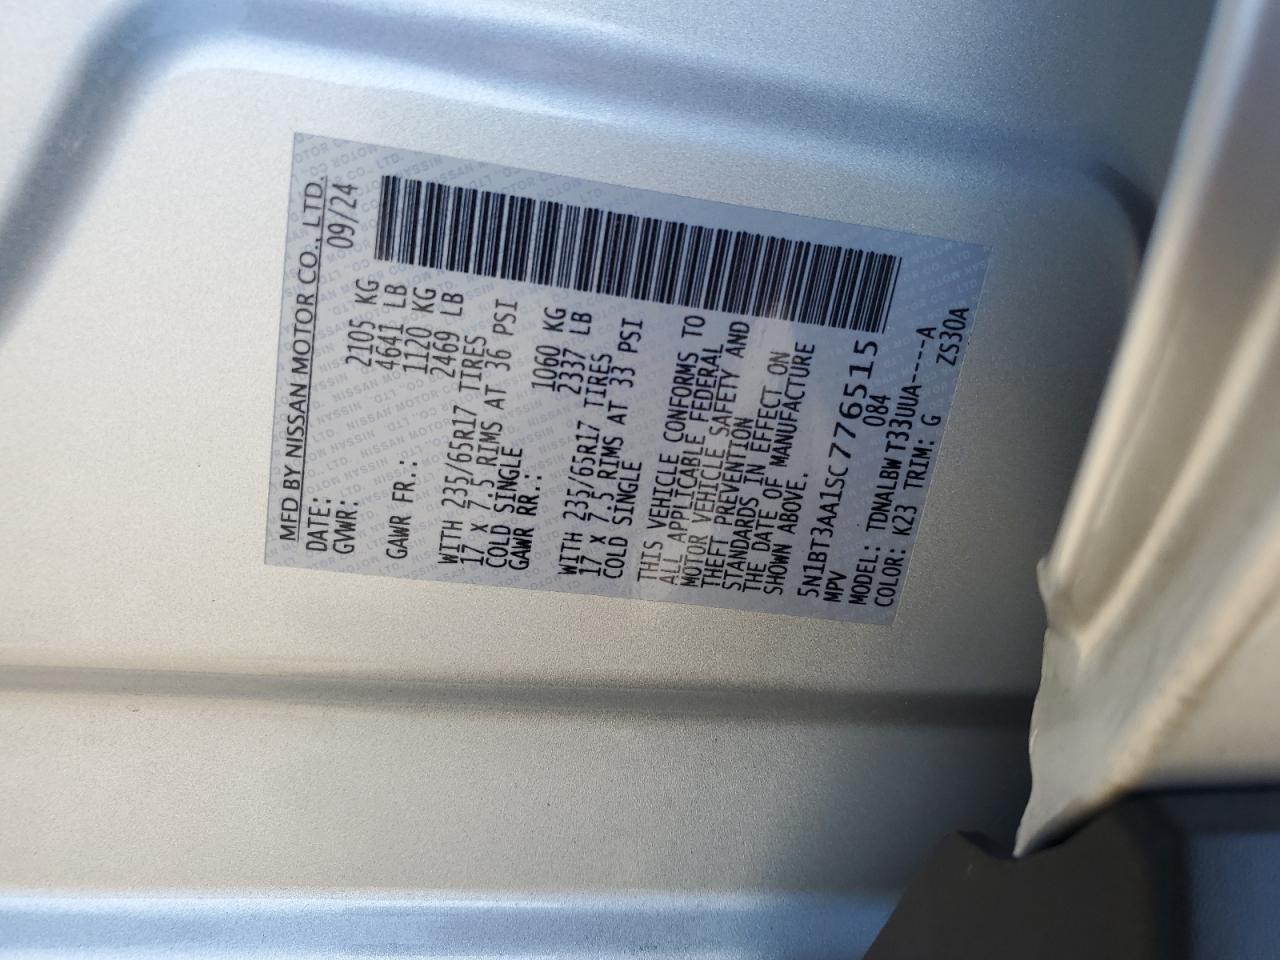 MFD BY NISSAN MOTOR CO., LTD.
DATE: 09/24
GVWR: 2105 KG
4641 LB
GAWR FR.: 1120 KG
2469 LB
WITH 235/65R17 TIRES
17 X 7.5 RIMS AT 36 PSI
COLD SINGLE
GAWR RR.: 1060 KG
2337 LB
WITH 235/65R17 TIRES
17 X 7.5 RIMS AT 33 PSI
COLD SINGLE
THIS VEHICLE CONFORMS TO
ALL APPLICABLE FEDERAL
MOTOR VEHICLE SAFETY AND
THEFT PREVENTION
STANDARDS IN EFFECT ON
THE DATE OF MANUFACTURE
SHOWN ABOVE.
5N1BT3AA1SC776515
MPV 084
MODEL: TDNALBW T33UUA----A
COLOR: K23 TRIM: G ZS30A